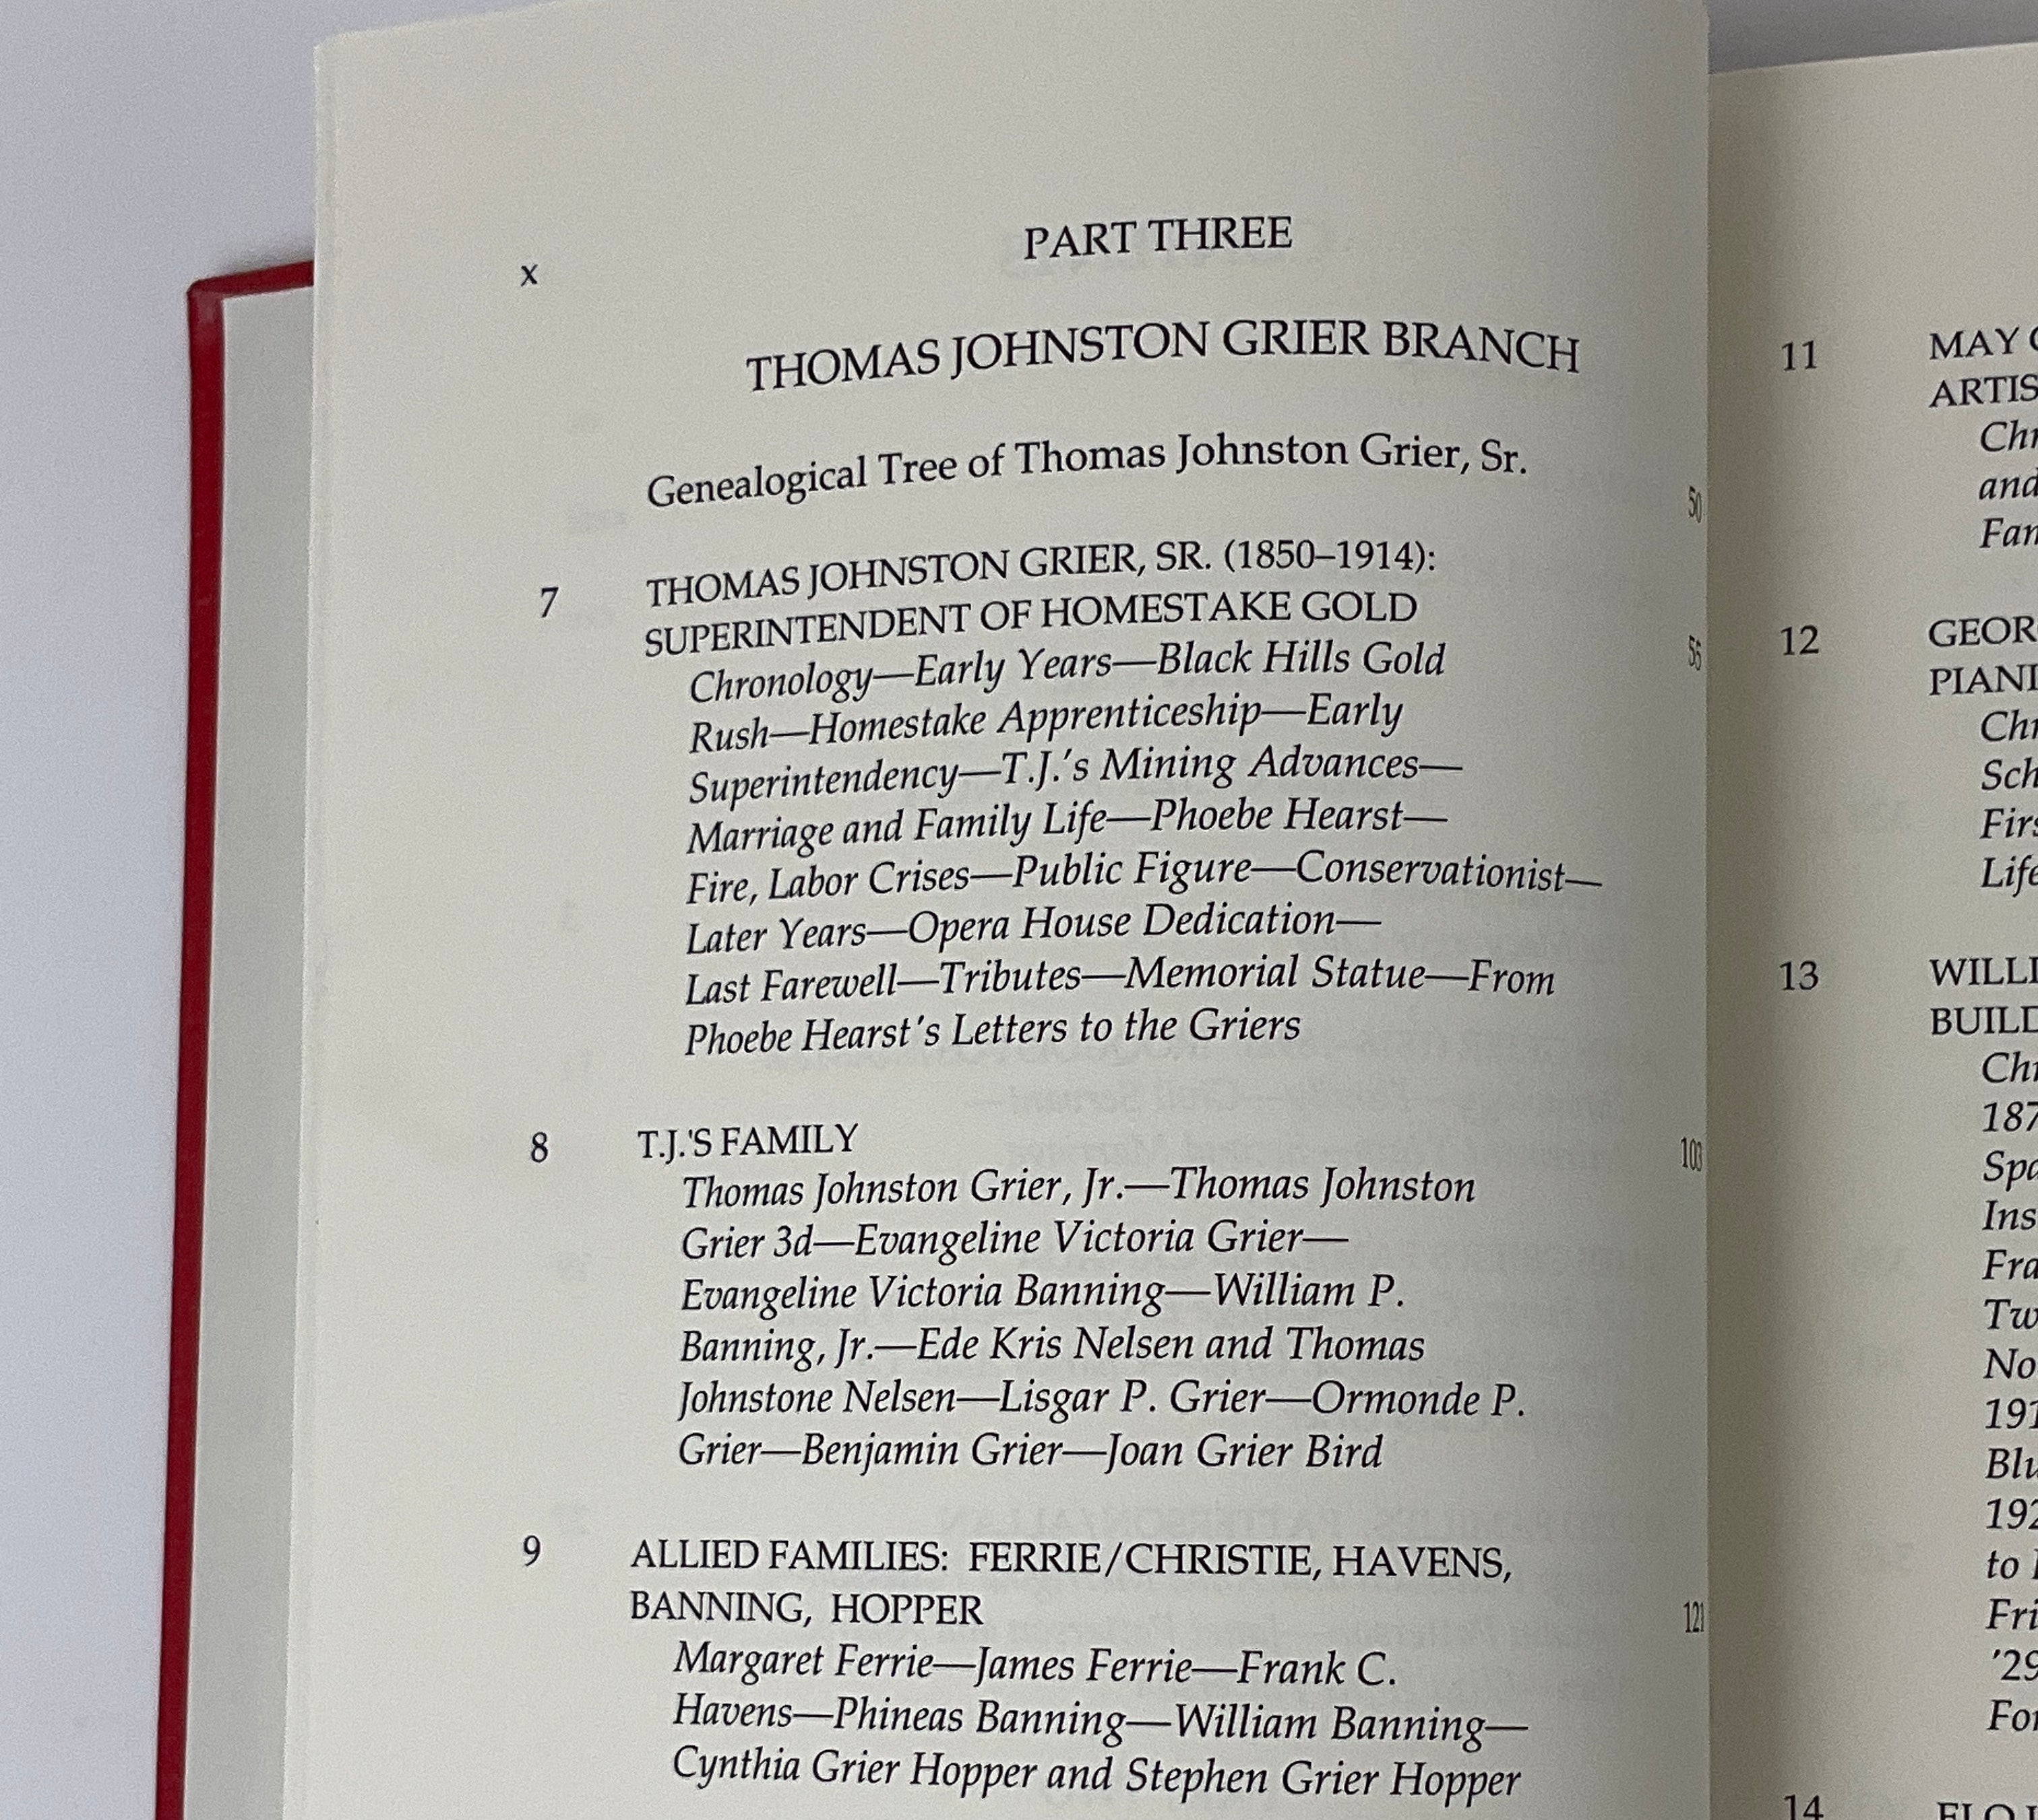 x
PART THREE
THOMAS JOHNSTON GRIER BRANCH
Genealogical Tree of Thomas Johnston Grier, Sr. 50
7 THOMAS JOHNSTON GRIER, SR. (1850–1914):
SUPERINTENDENT OF HOMESTAKE GOLD 56
Chronology—Early Years—Black Hills Gold
Rush—Homestake Apprenticeship—Early
Superintendency—T.J.'s Mining Advances—
Marriage and Family Life—Phoebe Hearst—
Fire, Labor Crises—Public Figure—Conservationist—
Later Years—Opera House Dedication—
Last Farewell—Tributes—Memorial Statue—From
Phoebe Hearst's Letters to the Griers
8 T.J.'S FAMILY 103
Thomas Johnston Grier, Jr.—Thomas Johnston
Grier 3d—Evangeline Victoria Grier—
Evangeline Victoria Banning—William P.
Banning, Jr.—Ede Kris Nelsen and Thomas
Johnstone Nelsen—Lisgar P. Grier—Ormonde P.
Grier—Benjamin Grier—Joan Grier Bird
9 ALLIED FAMILIES: FERRIE/CHRISTIE, HAVENS,
BANNING, HOPPER 121
Margaret Ferrie—James Ferrie—Frank C.
Havens—Phineas Banning—William Banning—
Cynthia Grier Hopper and Stephen Grier Hopper
11 MAY
and
12
13
to
'29
14